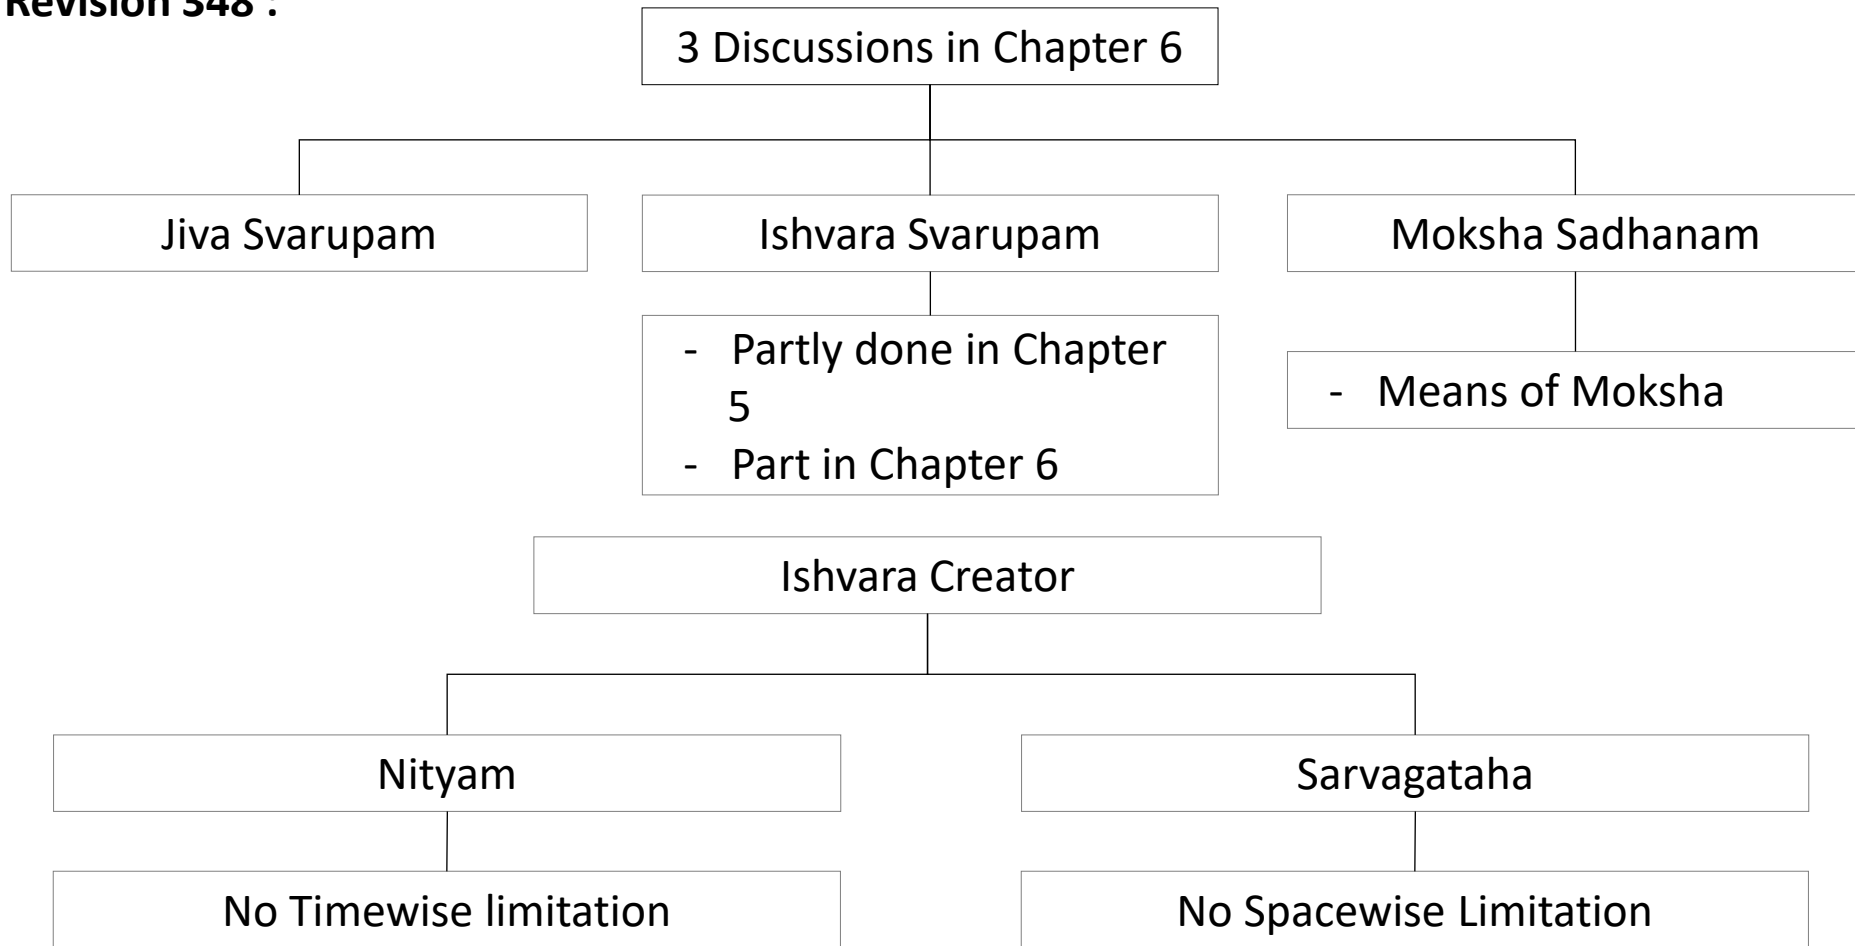 Revision 348 :
3 Discussions in Chapter 6
Jiva Svarupam
Ishvara Svarupam
Moksha Sadhanam
- Partly done in Chapter
5
- Part in Chapter 6
- Means of Moksha
Ishvara Creator
Nityam
Sarvagataha
No Timewise limitation
No Spacewise Limitation